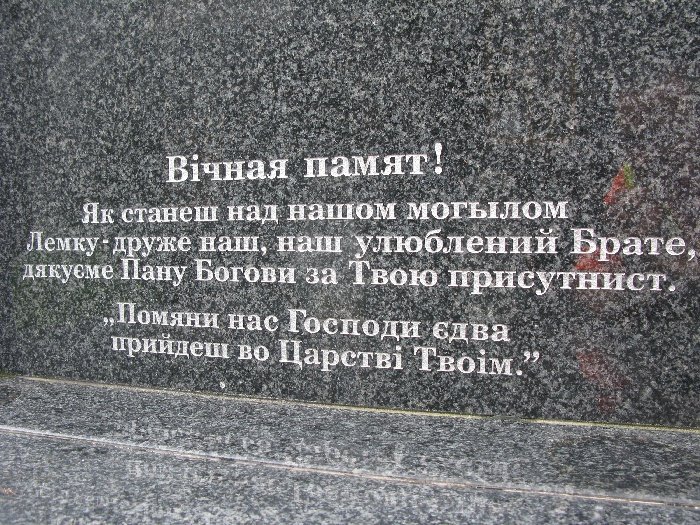 Вічная памят!
Як станеш над нашом могылом
Лемку-друже наш, наш улюблений Брате,
дякуєме Пану Богови за Твою присутнист.
„Помяни нас Господи єдва
прийдеш во Царстві Твоім.”